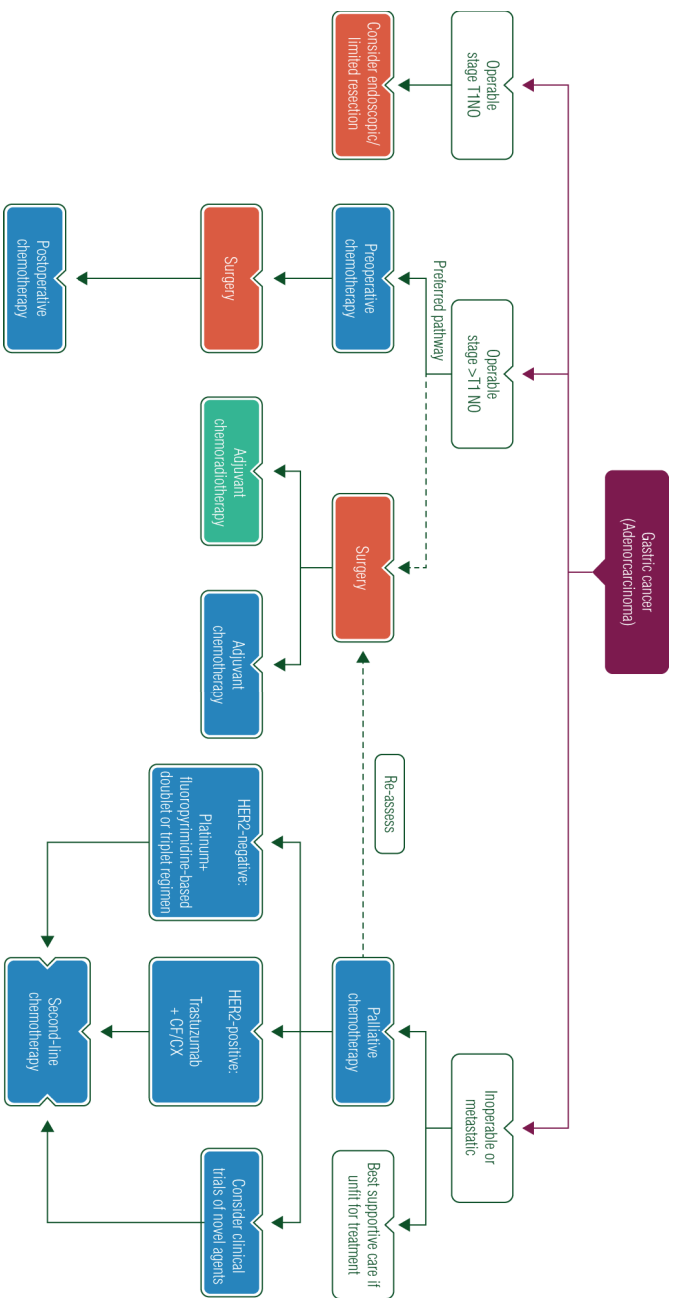 Gastric cancer
(Adenorcarcinoma)
Operable
stage T1NO
Operable
stage >T1 NO
Inoperable or
metastatic
Preferred pathway
Consider endoscopic/
limited resection
Preoperative
chemotherapy
Surgery
Re-assess
Palliative
chemotherapy
Best supportive care if
unfit for treatment
Surgery
Adjuvant
chemoradiotherapy
Adjuvant
chemotherapy
HER2-negative:
Platinum+
fluoropyrimidine-based
doublet or triplet regimen
HER2-positive:
Trastuzumab
+ CF/CX
Consider clinical
trials of novel agents
Postoperative
chemotherapy
Second-line
chemotherapy